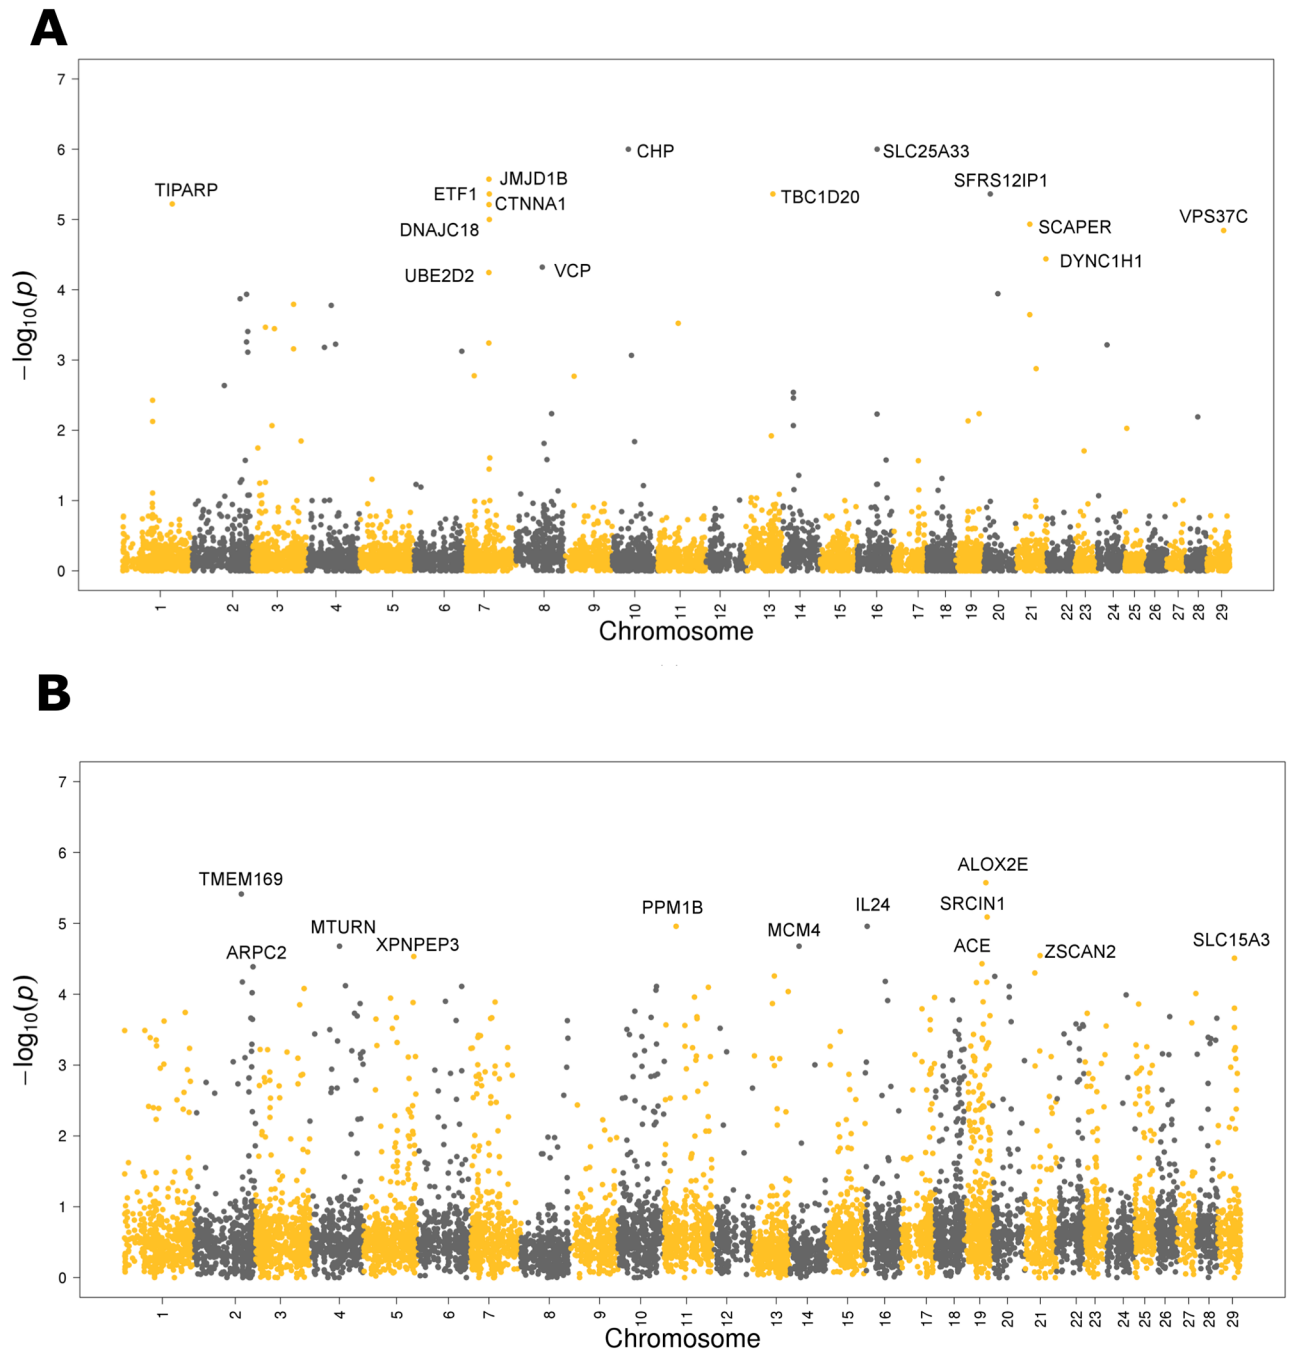 A
7
6
5
4
3
2
1
0
−log10(p)
CHP
SLC25A33
JMJD1B
SFRS12IP1
TIPARP
ETF1
TBC1D20
CTNNA1
VPS37C
DNAJC18
SCAPER
DYNC1H1
VCP
UBE2D2
1 2 3 4 5 6 7 8 9 10 11 12 13 14 15 16 17 18 19 20 21 22 23 24 25 26 27 28 29
Chromosome
B
7
6
5
4
3
2
1
0
−log10(p)
ALOX2E
TMEM169
SRCIN1
IL24
PPM1B
MTURN
MCM4
SLC15A3
XPNPEP3
ACE
ARPC2
ZSCAN2
1 2 3 4 5 6 7 8 9 10 11 12 13 14 15 16 17 18 19 20 21 22 23 24 25 26 27 28 29
Chromosome